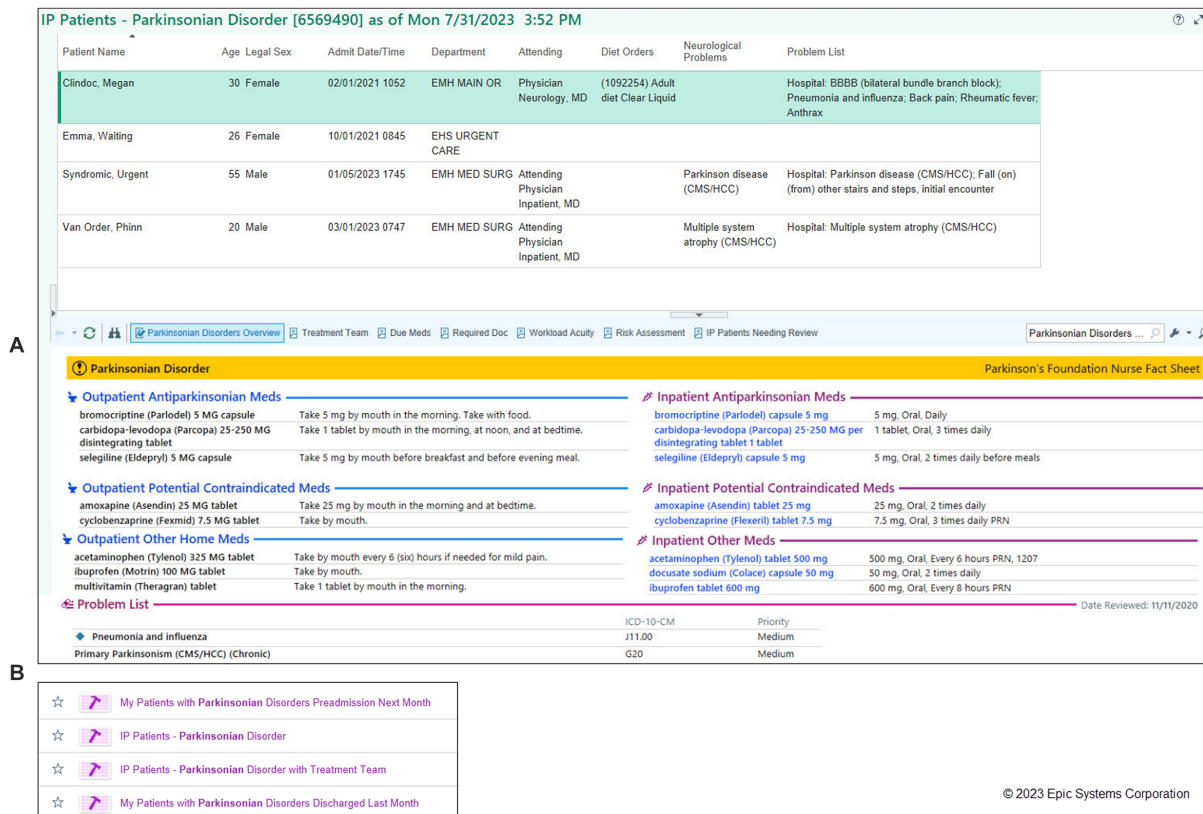 IP Patients - Parkinsonian Disorder [6569490] as of Mon 7/31/2023 3:52 PM
Patient Name Age Legal Sex Admit Date/Time Department Attending Diet Orders Neurological Problems Problem List
Clindoc, Megan 30 Female 02/01/2021 1052 EMH MAIN OR Physician Neurology, MD (1092254) Adult diet Clear Liquid Hospital: BBBB (bilateral bundle branch block); Pneumonia and influenza; Back pain; Rheumatic fever; Anthrax
Emma, Waiting 26 Female 10/01/2021 0845 EHS URGENT CARE
Syndromic, Urgent 55 Male 01/05/2023 1745 EMH MED SURG Attending Physician Inpatient, MD Parkinson disease (CMS/HCC) Hospital: Parkinson disease (CMS/HCC); Fall (on) (from) other stairs and steps, initial encounter
Van Order, Phinn 20 Male 03/01/2023 0747 EMH MED SURG Attending Physician Inpatient, MD Multiple system atrophy (CMS/HCC) Hospital: Multiple system atrophy (CMS/HCC)
Parkinsonian Disorders Overview Treatment Team Due Meds Required Doc Workload Acuity Risk Assessment IP Patients Needing Review Parkinsonian Disorders ...
A
Parkinsonian Disorder Parkinson's Foundation Nurse Fact Sheet
Outpatient Antiparkinsonian Meds
bromocriptine (Parlodel) 5 MG capsule Take 5 mg by mouth in the morning. Take with food.
carbidopa-levodopa (Parcopa) 25-250 MG disintegrating tablet Take 1 tablet by mouth in the morning, at noon, and at bedtime.
selegiline (Eldepryl) 5 MG capsule Take 5 mg by mouth before breakfast and before evening meal.
Inpatient Antiparkinsonian Meds
bromocriptine (Parlodel) capsule 5 mg 5 mg, Oral, Daily
carbidopa-levodopa (Parcopa) 25-250 MG per disintegrating tablet 1 tablet 1 tablet, Oral, 3 times daily
selegiline (Eldepryl) capsule 5 mg 5 mg, Oral, 2 times daily before meals
Outpatient Potential Contraindicated Meds
amoxapine (Asendin) 25 MG tablet Take 25 mg by mouth in the morning and at bedtime.
cyclobenzaprine (Fexmid) 7.5 MG tablet Take by mouth.
Inpatient Potential Contraindicated Meds
amoxapine (Asendin) tablet 25 mg 25 mg, Oral, 2 times daily
cyclobenzaprine (Flexeril) tablet 7.5 mg 7.5 mg, Oral, 3 times daily PRN
Outpatient Other Home Meds
acetaminophen (Tylenol) 325 MG tablet Take by mouth every 6 (six) hours if needed for mild pain.
ibuprofen (Motrin) 100 MG tablet Take by mouth.
multivitamin (Theragran) tablet Take 1 tablet by mouth in the morning.
Inpatient Other Meds
acetaminophen (Tylenol) tablet 500 mg 500 mg, Oral, Every 6 hours PRN, 1207
docusate sodium (Colace) capsule 50 mg 50 mg, Oral, 2 times daily
ibuprofen tablet 600 mg 600 mg, Oral, Every 8 hours PRN
Problem List Date Reviewed: 11/11/2020
ICD-10-CM Priority
Pneumonia and influenza J11.00 Medium
Primary Parkinsonism (CMS/HCC) (Chronic) G20 Medium
B
My Patients with Parkinsonian Disorders Preadmission Next Month
IP Patients - Parkinsonian Disorder
IP Patients - Parkinsonian Disorder with Treatment Team
My Patients with Parkinsonian Disorders Discharged Last Month
© 2023 Epic Systems Corporation